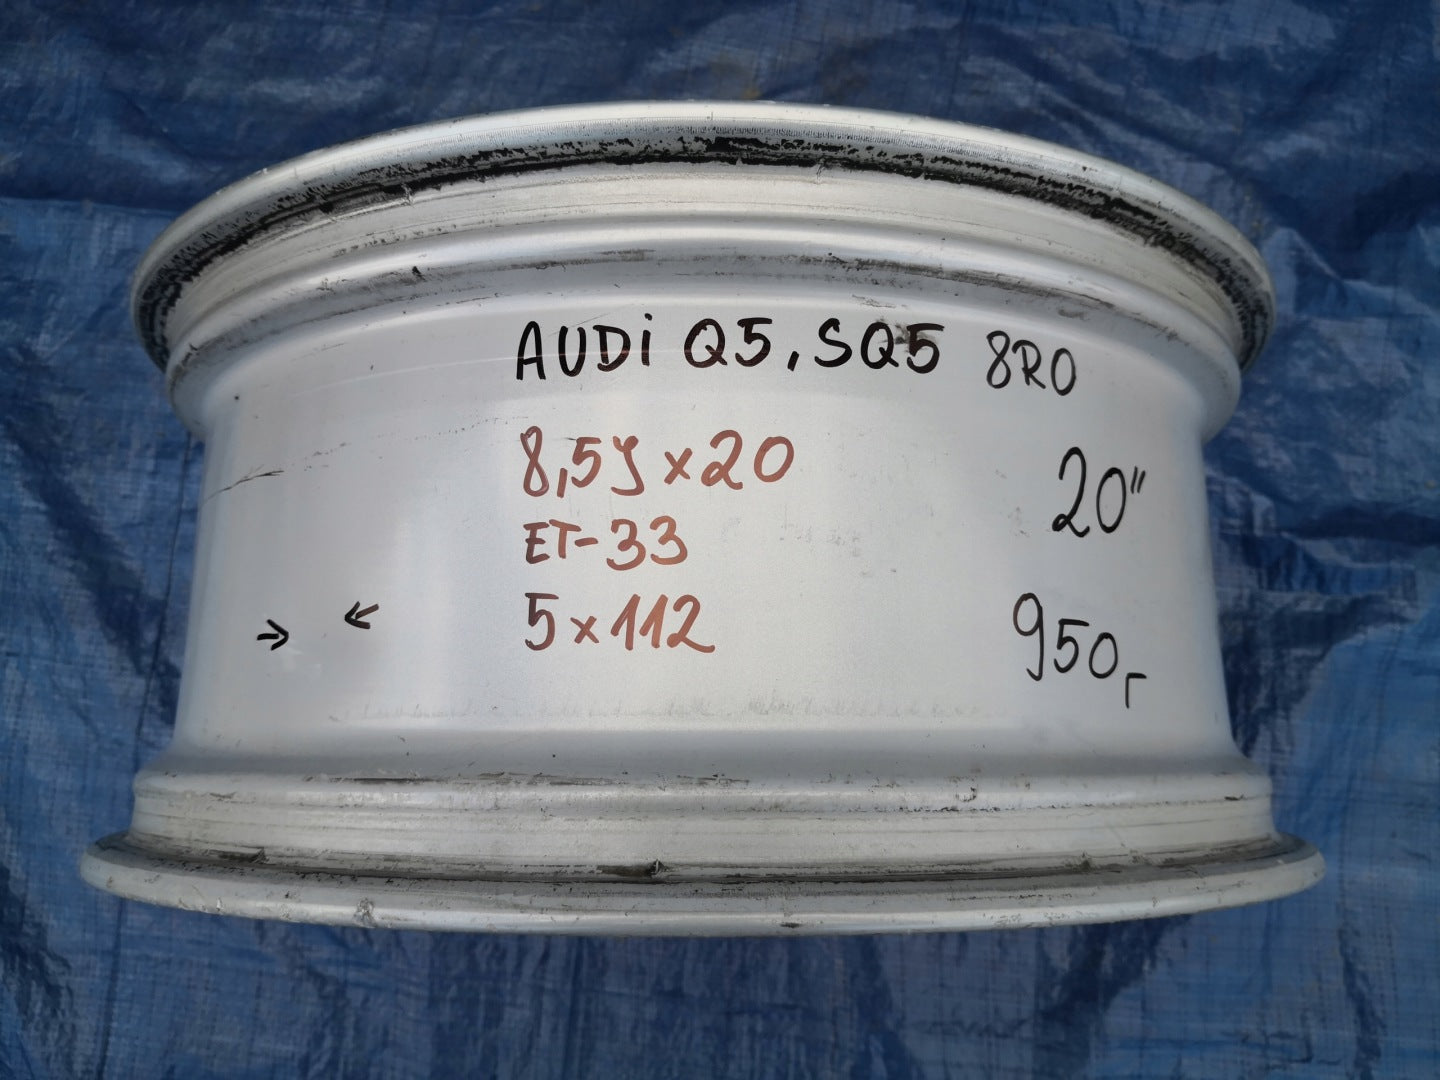 AUDi Q5, SQ5 8R0
8,5J x 20
20"
ET-33
5 x 112
950г